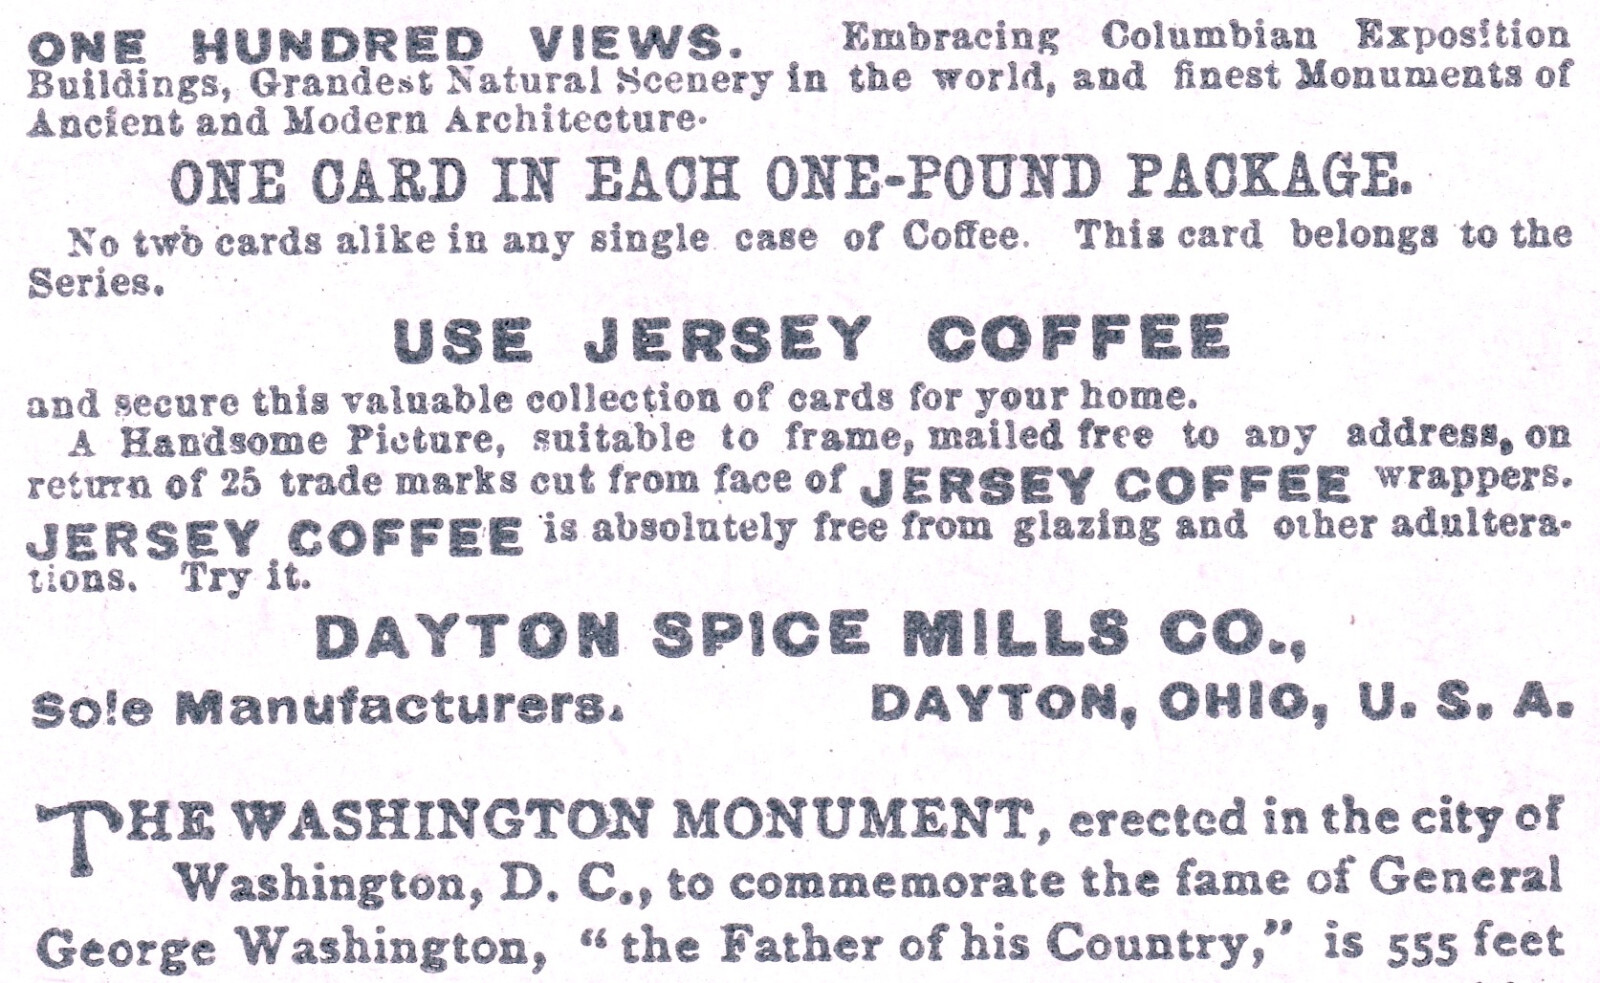 ONE HUNDRED VIEWS. Embracing Columbian Exposition
Buildings, Grandest Natural Scenery in the world, and finest Monuments of
Ancient and Modern Architecture.
ONE CARD IN EACH ONE-POUND PACKAGE.
No two cards alike in any single case of Coffee. This card belongs to the
Series.
USE JERSEY COFFEE
and secure this valuable collection of cards for your home.
A Handsome Picture, suitable to frame, mailed free to any address, on
return of 25 trade marks cut from face of JERSEY COFFEE wrappers.
JERSEY COFFEE is absolutely free from glazing and other adultera-
tions. Try it.
DAYTON SPICE MILLS CO.,
Sole Manufacturers. DAYTON, OHIO, U. S. A.
THE WASHINGTON MONUMENT, erected in the city of
Washington, D. C., to commemorate the fame of General
George Washington, "the Father of his Country," is 555 feet